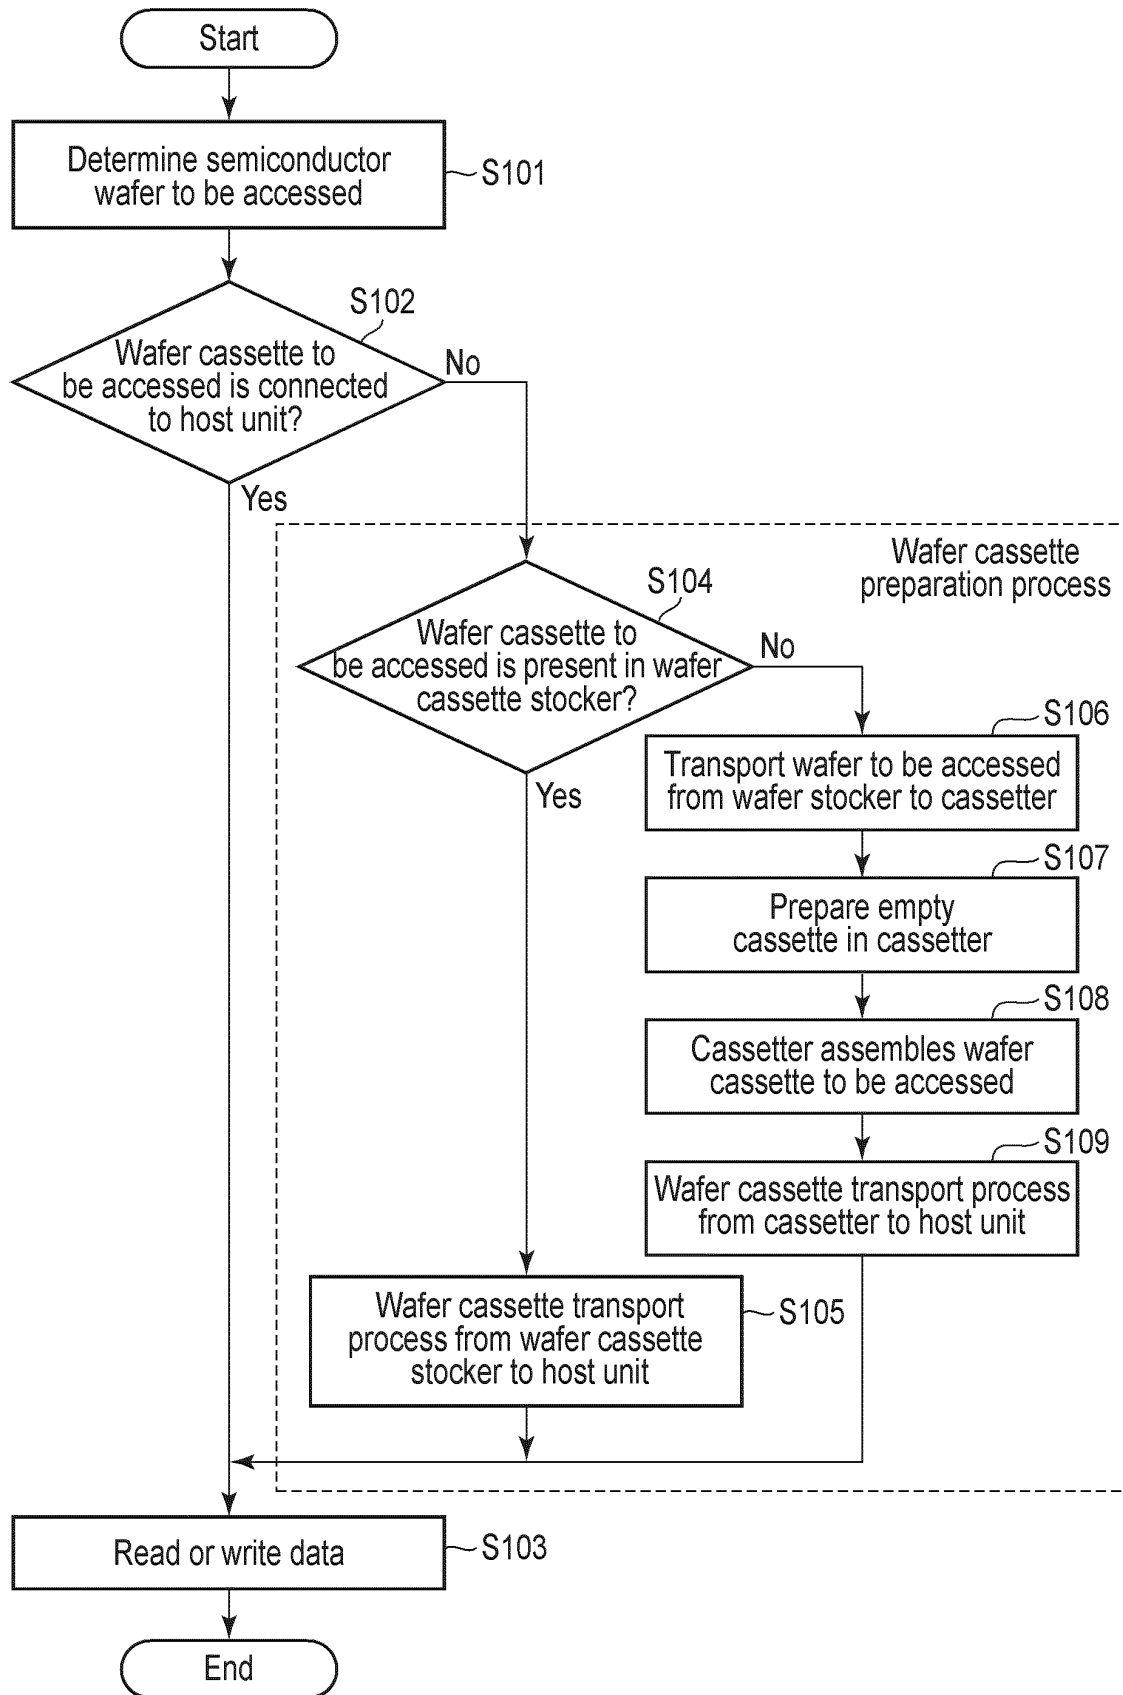 Start
Determine semiconductor
wafer to be accessed
S101
S102
Wafer cassette to
be accessed is connected
to host unit?
No
Yes
Wafer cassette
preparation process
S104
Wafer cassette to
be accessed is present in wafer
cassette stocker?
No
Yes
S106
Transport wafer to be accessed
from wafer stocker to cassetter
S107
Prepare empty
cassette in cassetter
S108
Cassetter assembles wafer
cassette to be accessed
S109
Wafer cassette transport process
from cassetter to host unit
Wafer cassette transport
process from wafer cassette
stocker to host unit
S105
Read or write data
S103
End